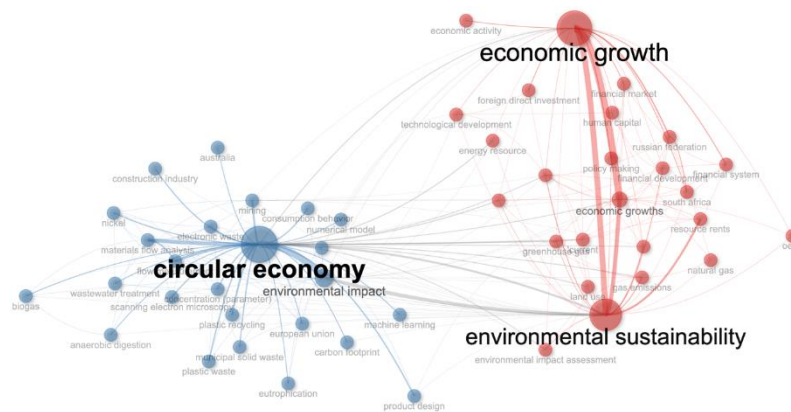 economic activity
economic growth
financial market
foreign direct investment
human capital
technological development
russian federation
energy resource
policy making
financial system
financial development
south africa
economic growths
resource rents
greenhouse gas
current
natural gas
gas emissions
land use
environmental sustainability
environmental impact assessment
australia
construction industry
mining
consumption behavior
nickel
numerical model
electronic waste
materials flow analysis
circular economy
environmental impact
wastewater treatment
concentration (parameter)
biogas
scanning electron microscopy
plastic recycling
machine learning
european union
anaerobic digestion
municipal solid waste
carbon footprint
plastic waste
eutrophication
product design